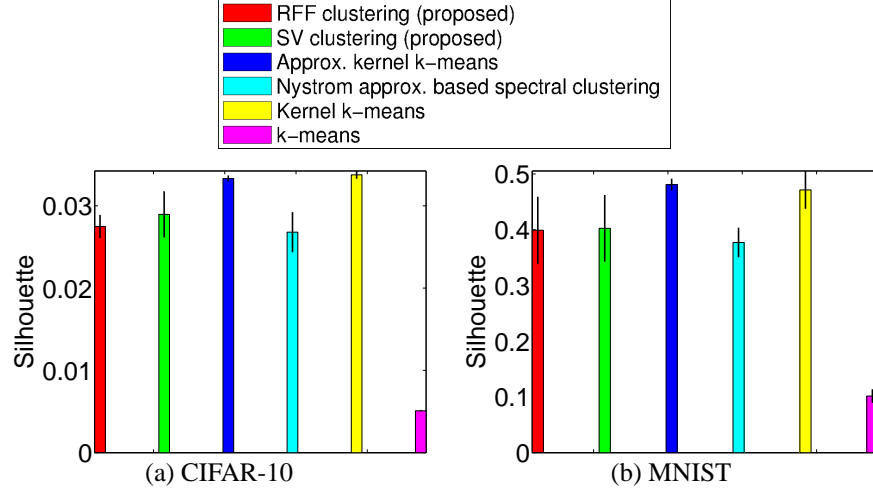 RFF clustering (proposed)
SV clustering (proposed)
Approx. kernel k−means
Nystrom approx. based spectral clustering
Kernel k−means
k−means
Silhouette
0.03
0.02
0.01
0
(a) CIFAR-10
Silhouette
0.5
0.4
0.3
0.2
0.1
0
(b) MNIST